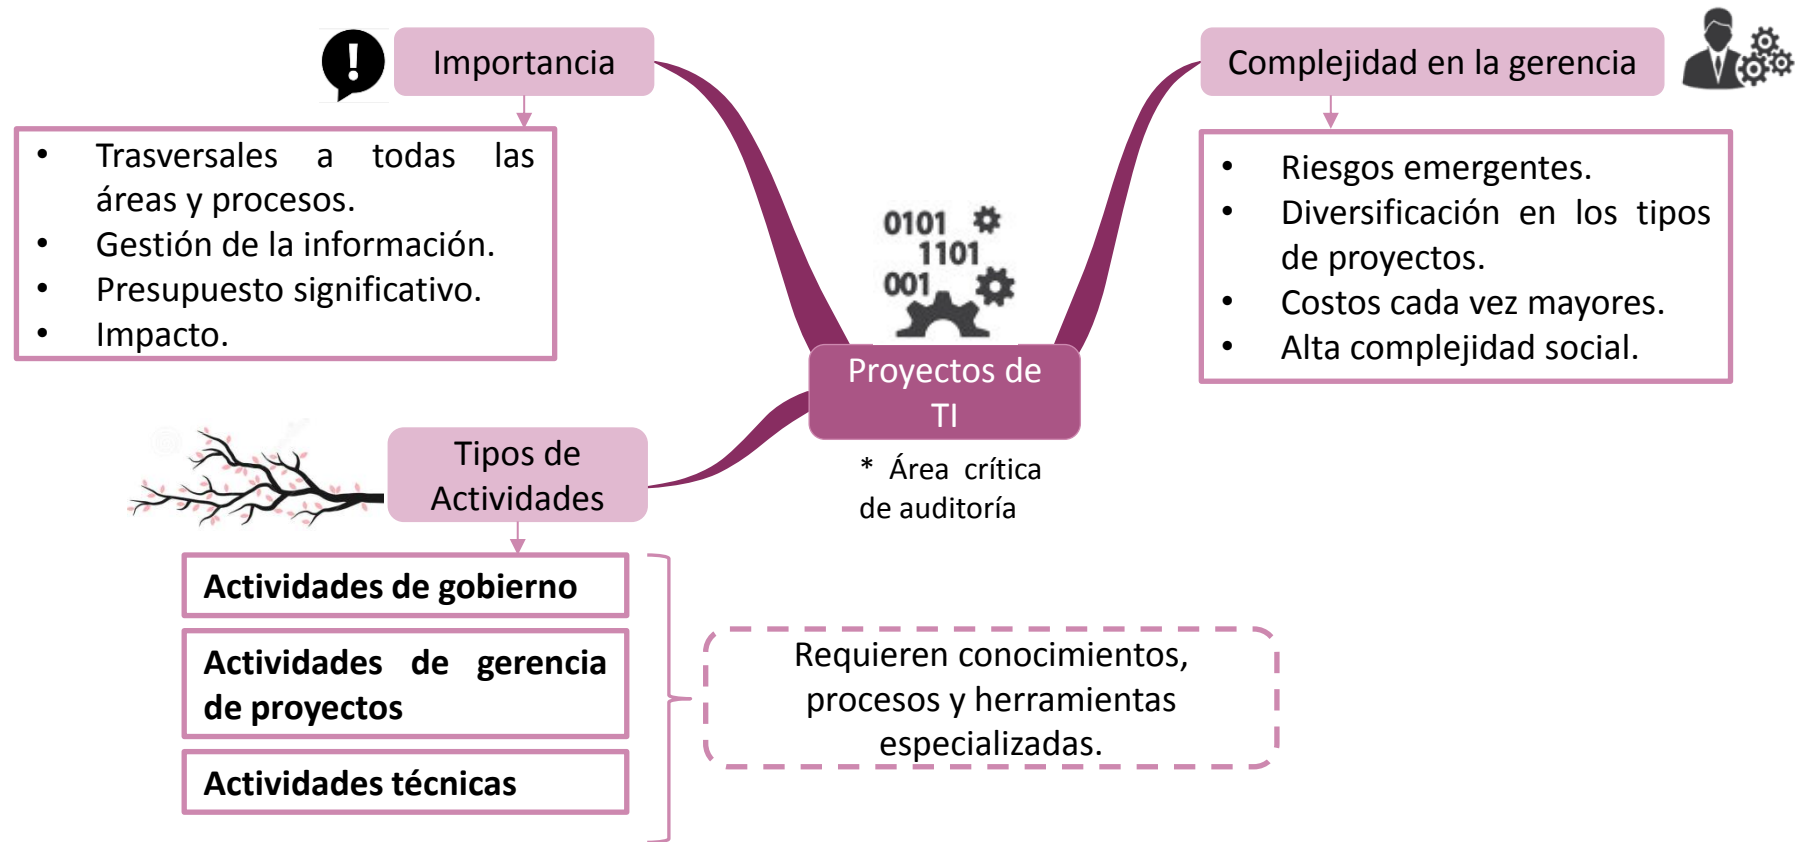 Importancia
• Trasversales a todas las
áreas y procesos.
• Gestión de la información.
• Presupuesto significativo.
• Impacto.
Complejidad en la gerencia
• Riesgos emergentes.
• Diversificación en los tipos
de proyectos.
• Costos cada vez mayores.
• Alta complejidad social.
0101
1101
001
Proyectos de
TI
* Área crítica
de auditoría
Tipos de
Actividades
Actividades de gobierno
Actividades de gerencia
de proyectos
Actividades técnicas
Requieren conocimientos,
procesos y herramientas
especializadas.